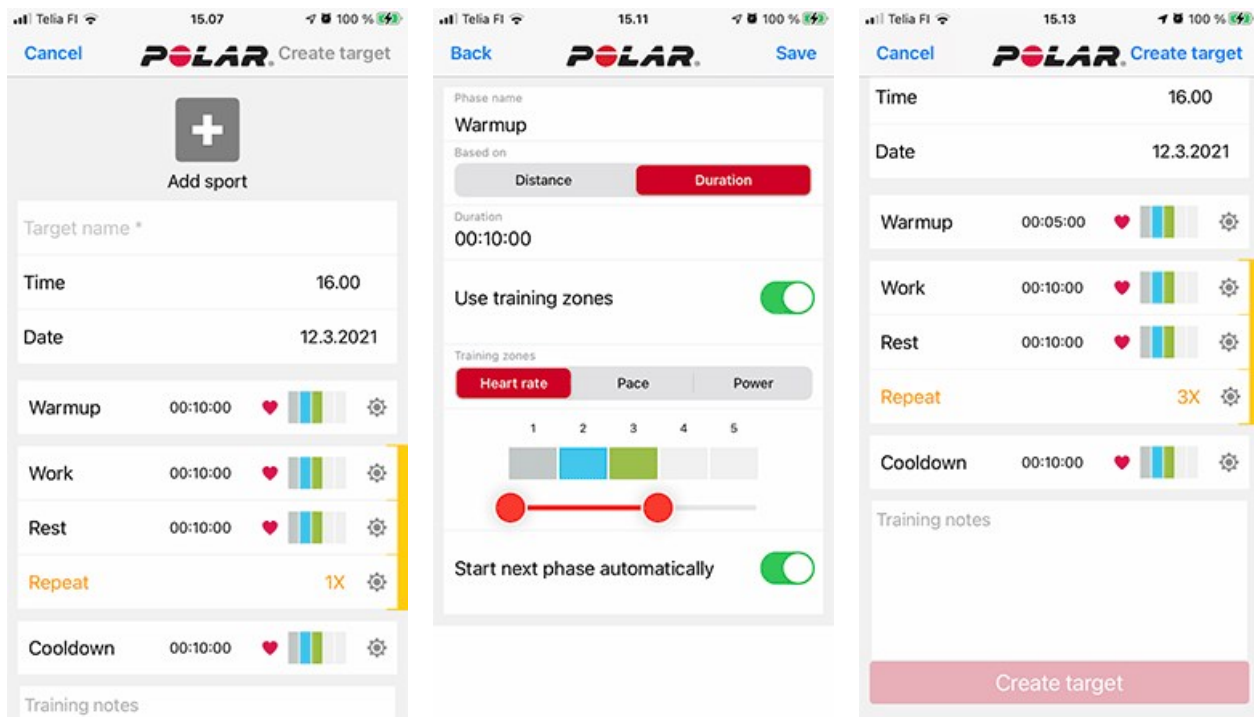 Telia FI 15.07 100 %
Cancel POLAR. Create target
Add sport
Target name *
Time 16.00
Date 12.3.2021
Warmup 00:10:00
Work 00:10:00
Rest 00:10:00
Repeat 1X
Cooldown 00:10:00
Training notes
Telia FI 15.11 100 %
Back POLAR. Save
Phase name
Warmup
Based on
Distance Duration
Duration
00:10:00
Use training zones
Training zones
Heart rate Pace Power
1 2 3 4 5
Start next phase automatically
Telia FI 15.13 100 %
Cancel POLAR. Create target
Time 16.00
Date 12.3.2021
Warmup 00:05:00
Work 00:10:00
Rest 00:10:00
Repeat 3X
Cooldown 00:10:00
Training notes
Create target